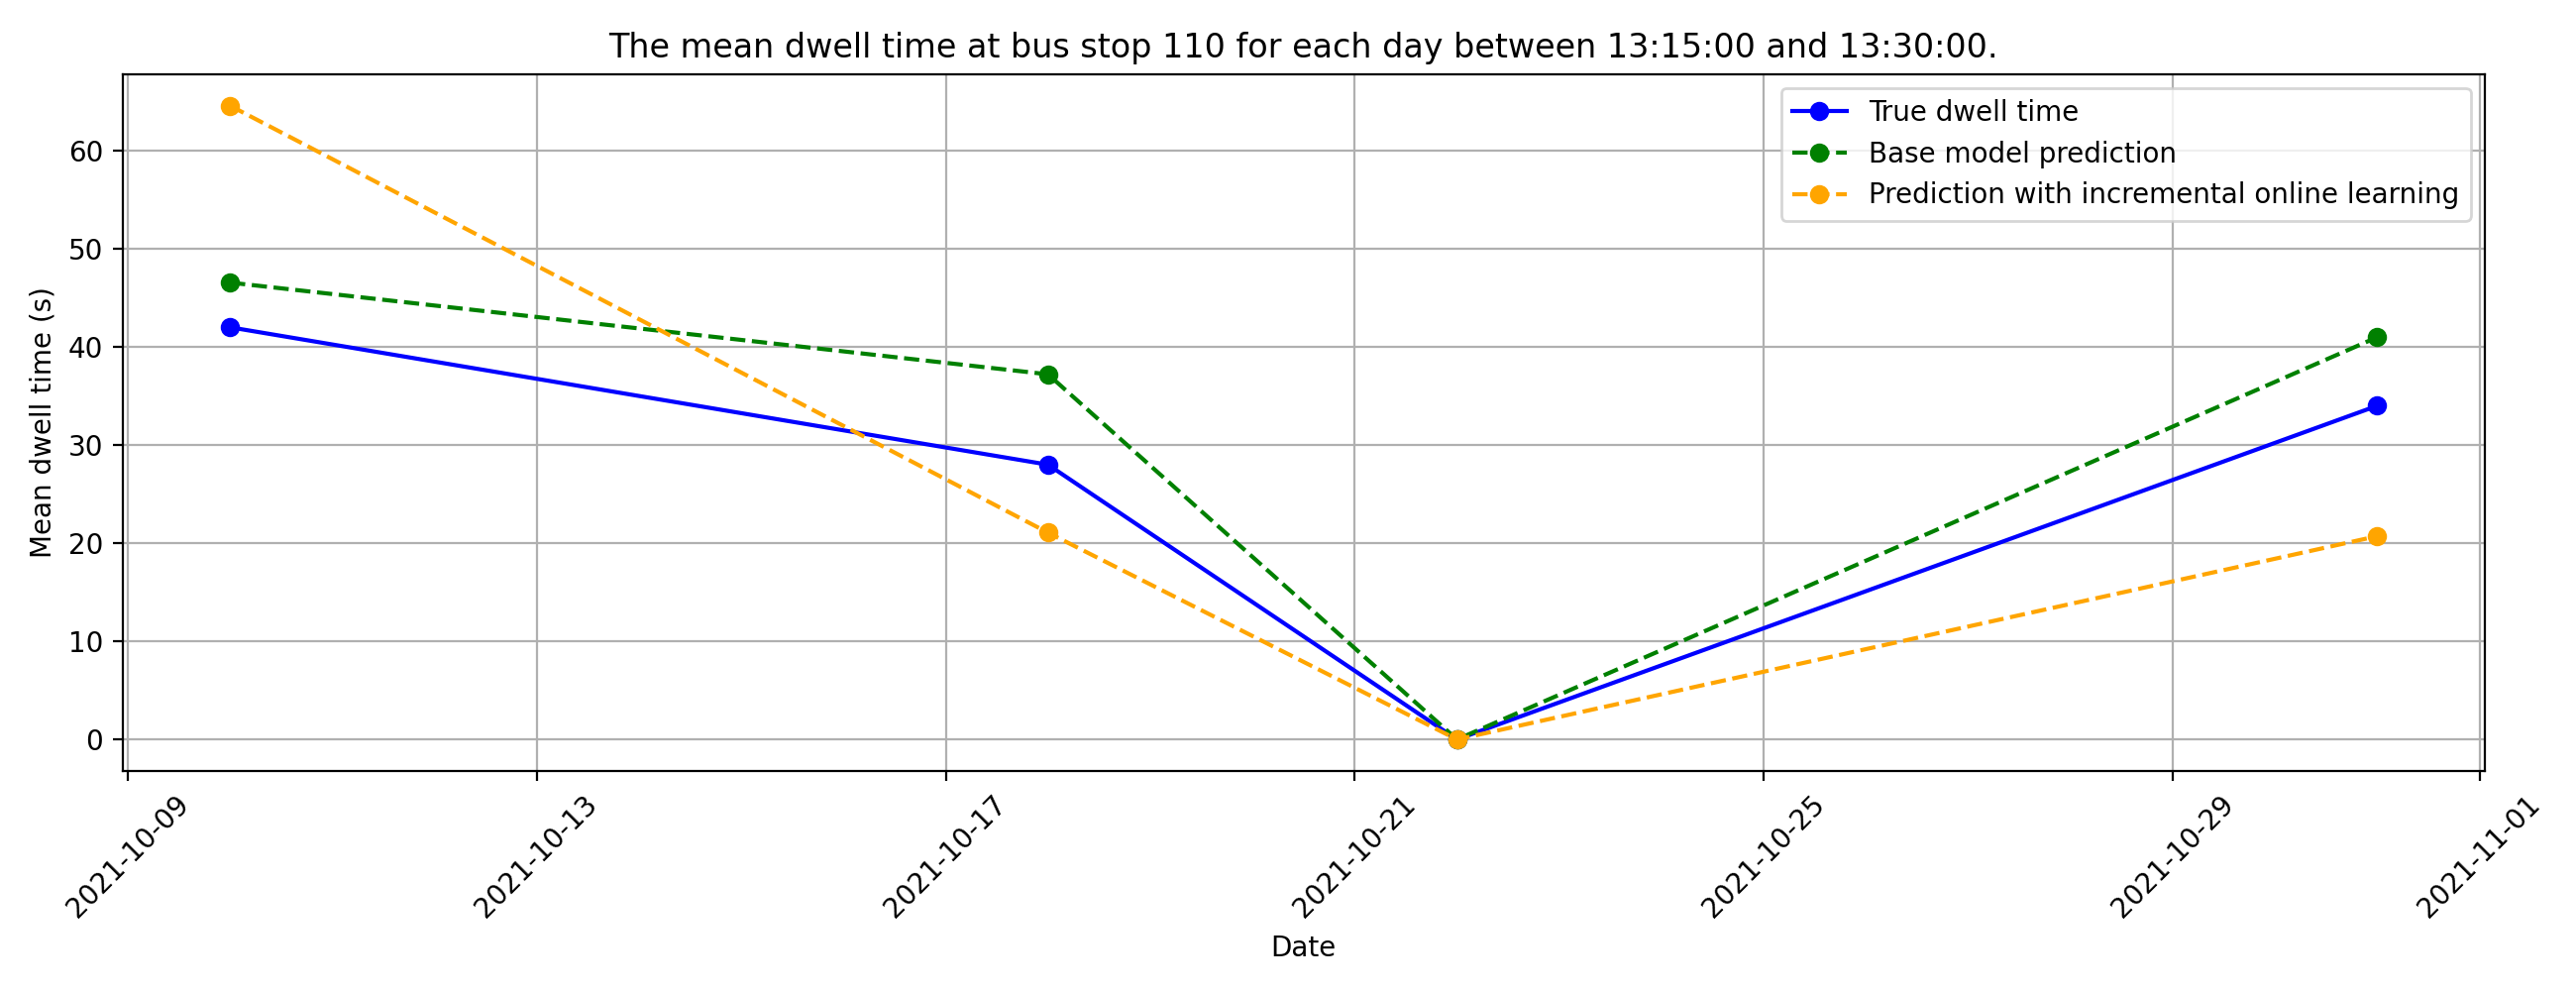 The mean dwell time at bus stop 110 for each day between 13:15:00 and 13:30:00.
True dwell time
Base model prediction
Prediction with incremental online learning
Mean dwell time (s)
60
50
40
30
20
10
0
2021-10-09
2021-10-13
2021-10-17
2021-10-21
2021-10-25
2021-10-29
2021-11-01
Date